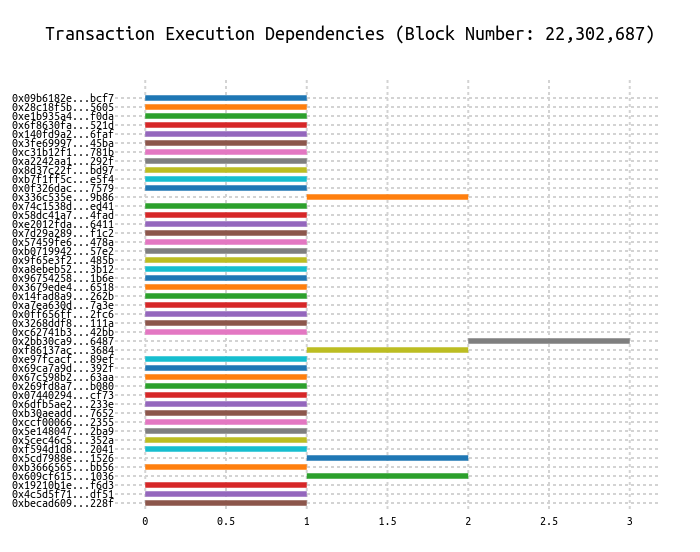 Transaction Execution Dependencies (Block Number: 22,302,687)
0x09b6182e...bcf7
0x28c18f5b...5605
0xe1b935a4...f0da
0x6f8630fa...521d
0x140fd9a2...6faf
0x3fe69997...45ba
0xc31b12f1...781b
0xa2242aa1...292f
0x8d37c22f...bd97
0xb7f1ff5c...e5f4
0x0f326dac...7579
0x336c535e...9b86
0x74c1538d...ed41
0x58dc41a7...4fad
0xe2012fda...6411
0x7d29a289...f1c2
0x57459fe6...478a
0xb0719942...57e2
0x9f65e3f2...485b
0xa8ebeb52...3b12
0x96754258...1b6e
0x3679ede4...6518
0x14fad8a9...262b
0xa7ea630d...7a3e
0x0ff656ff...2fc6
0x3268ddf8...111a
0xc62741b3...42bb
0x2bb30ca9...6487
0xf86137ac...3684
0xe97fcacf...89ef
0x69ca7a9d...392f
0x67c598b2...63aa
0x269fd8a7...b080
0x07440294...cf73
0x6dfb5ae2...233e
0xb30aeadd...7652
0xccf00066...2355
0x5e148047...2ba9
0x5cec46c5...352a
0xf594d1d8...2041
0x5cd7988e...1526
0xb3666565...bb56
0x609cf615...1036
0x19210b1e...f6d3
0x4c5d5f71...df51
0xbecad609...228f
0 0.5 1 1.5 2 2.5 3